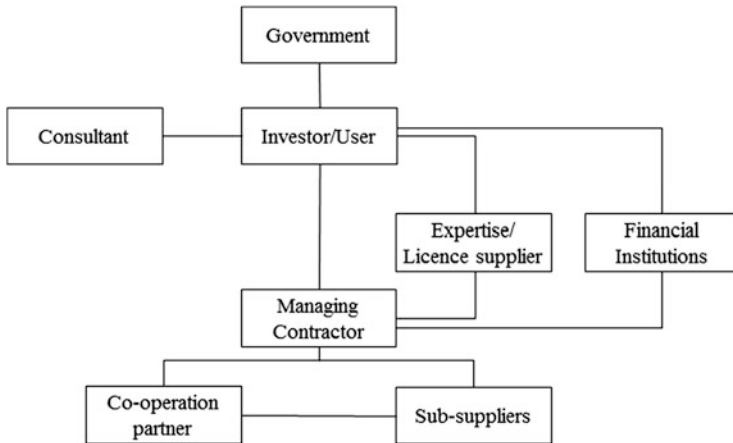 Government
Consultant
Investor/User
Expertise/
Licence supplier
Financial
Institutions
Managing
Contractor
Co-operation
partner
Sub-suppliers